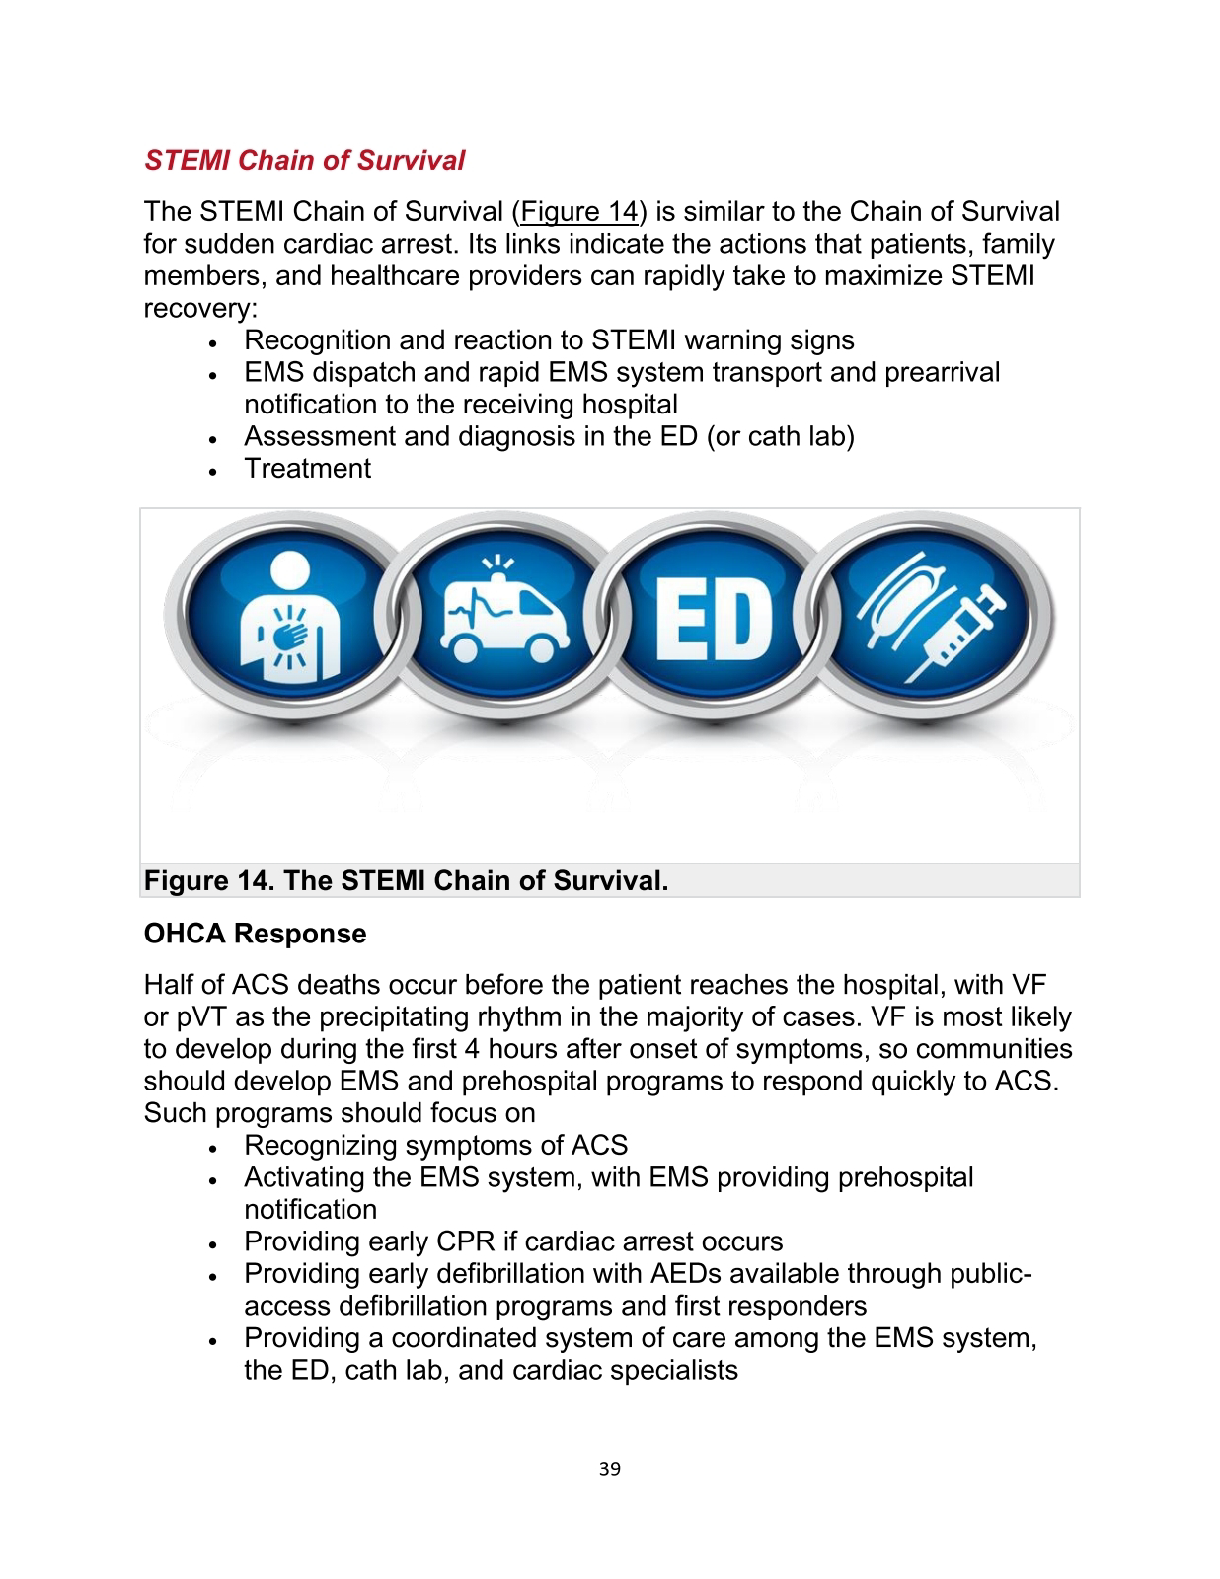 STEMI Chain of Survival
The STEMI Chain of Survival (Figure 14) is similar to the Chain of Survival
for sudden cardiac arrest. Its links indicate the actions that patients, family
members, and healthcare providers can rapidly take to maximize STEMI
recovery:
• Recognition and reaction to STEMI warning signs
• EMS dispatch and rapid EMS system transport and prearrival
notification to the receiving hospital
• Assessment and diagnosis in the ED (or cath lab)
• Treatment
ED
Figure 14. The STEMI Chain of Survival.
OHCA Response
Half of ACS deaths occur before the patient reaches the hospital, with VF
or pVT as the precipitating rhythm in the majority of cases. VF is most likely
to develop during the first 4 hours after onset of symptoms, so communities
should develop EMS and prehospital programs to respond quickly to ACS.
Such programs should focus on
• Recognizing symptoms of ACS
• Activating the EMS system, with EMS providing prehospital
notification
• Providing early CPR if cardiac arrest occurs
• Providing early defibrillation with AEDs available through public-
access defibrillation programs and first responders
• Providing a coordinated system of care among the EMS system,
the ED, cath lab, and cardiac specialists
39